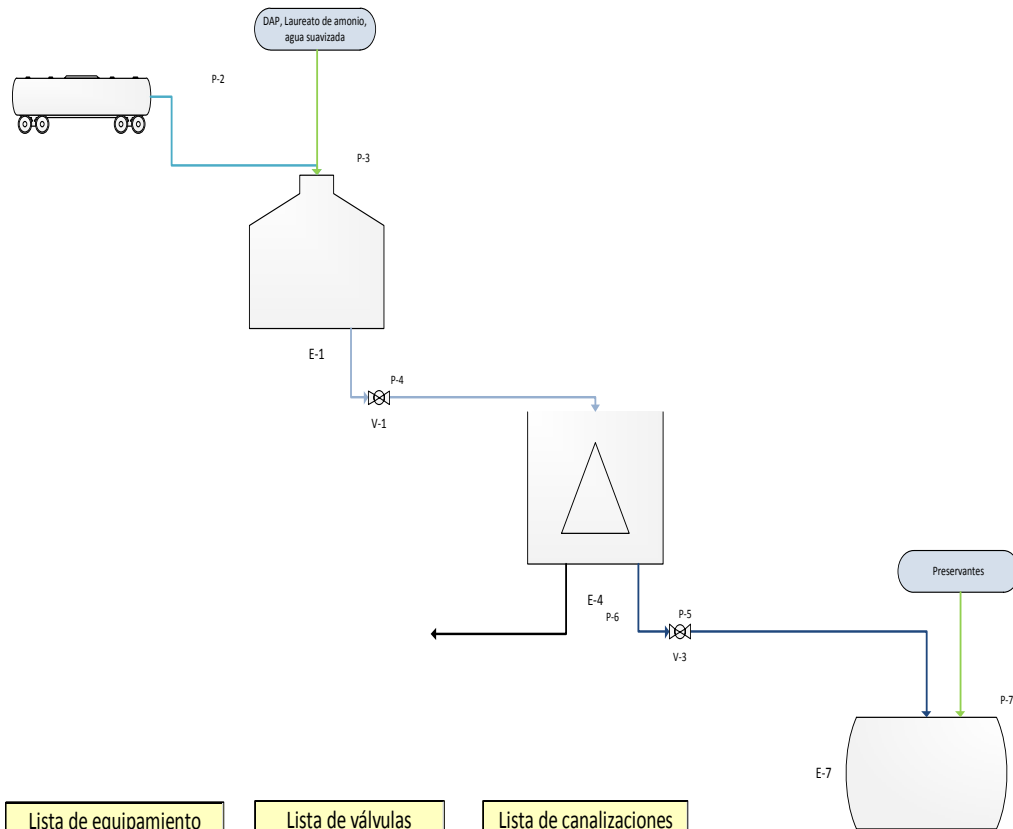 DAP, Laureato de amonio,
agua suavizada
P-2
P-3
E-1
P-4
V-1
E-4
P-6
P-5
V-3
Preservantes
P-7
E-7
Lista de equipamiento
Lista de válvulas
Lista de canalizaciones